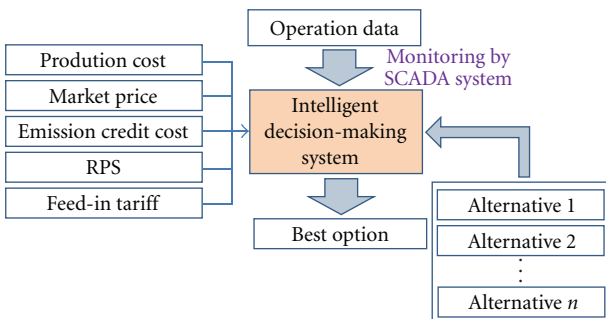 Operation data
Monitoring by
SCADA system
Prodution cost
Market price
Emission credit cost
RPS
Feed-in tariff
Intelligent
decision-making
system
Best option
Alternative 1
Alternative 2
⋮
Alternative n